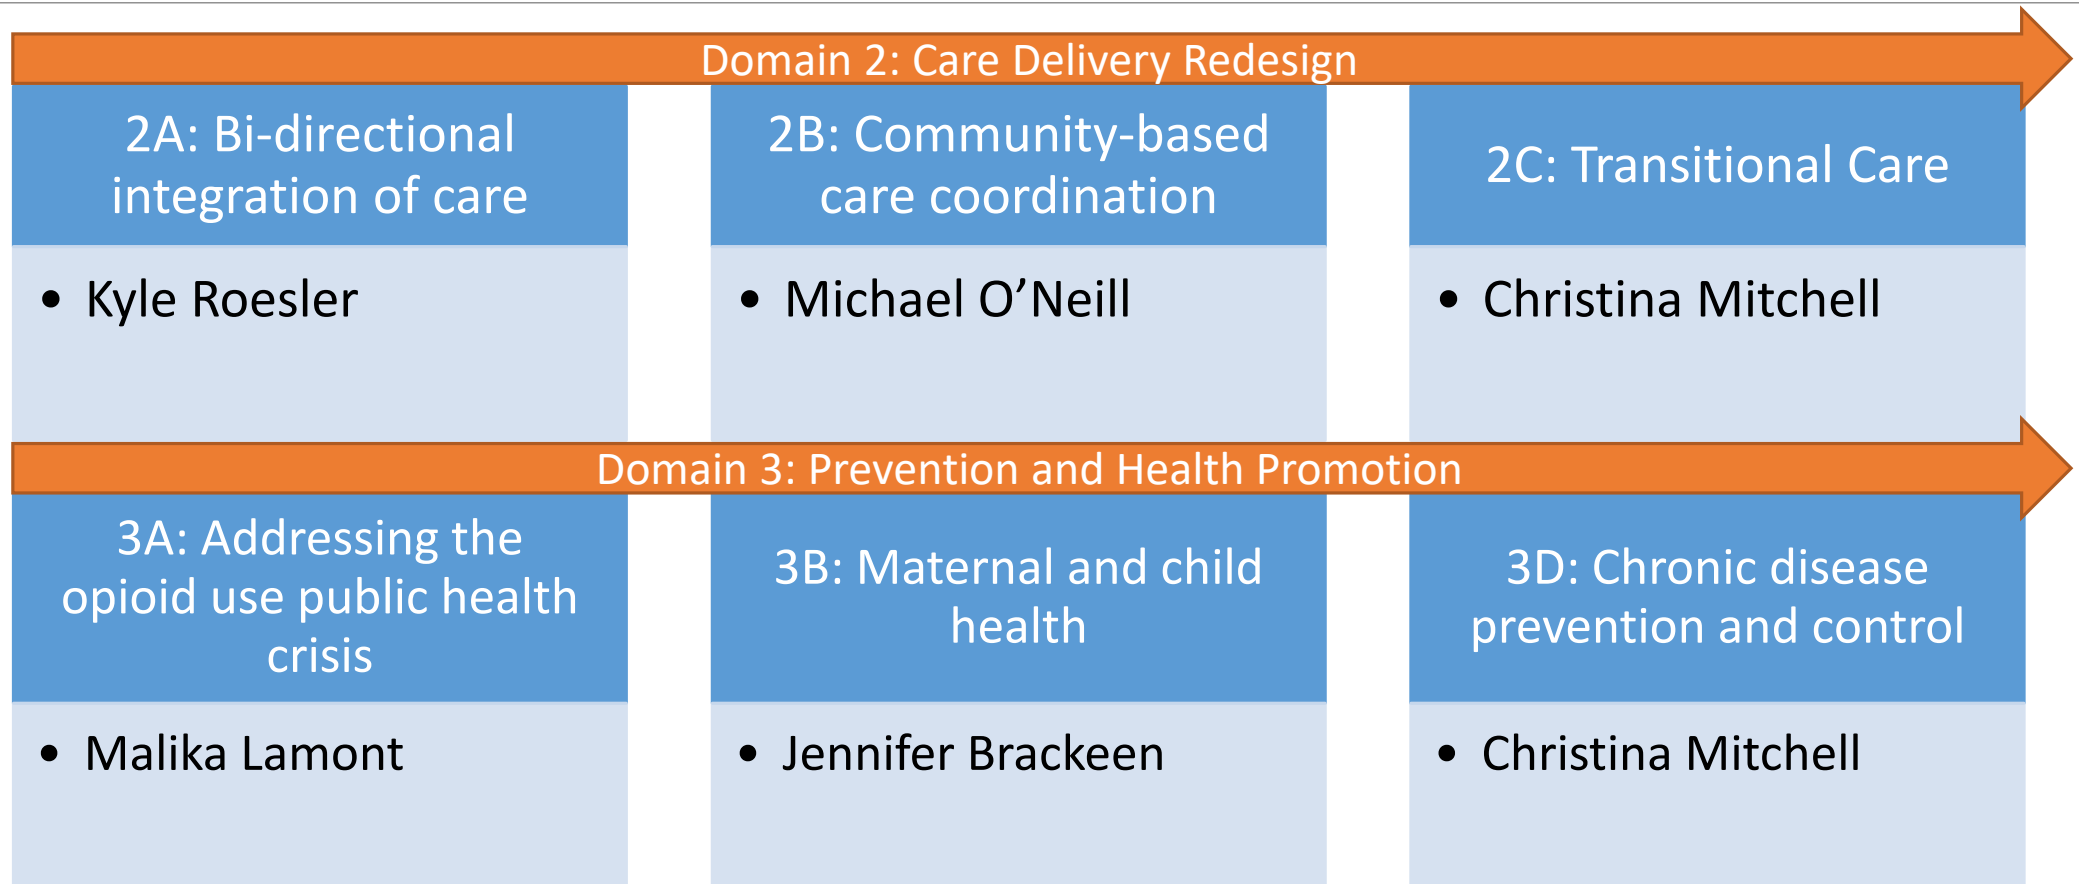 Domain 2: Care Delivery Redesign
2A: Bi-directional
integration of care
2B: Community-based
care coordination
2C: Transitional Care
• Kyle Roesler
• Michael O’Neill
• Christina Mitchell
Domain 3: Prevention and Health Promotion
3A: Addressing the
opioid use public health
crisis
3B: Maternal and child
health
3D: Chronic disease
prevention and control
• Malika Lamont
• Jennifer Brackeen
• Christina Mitchell